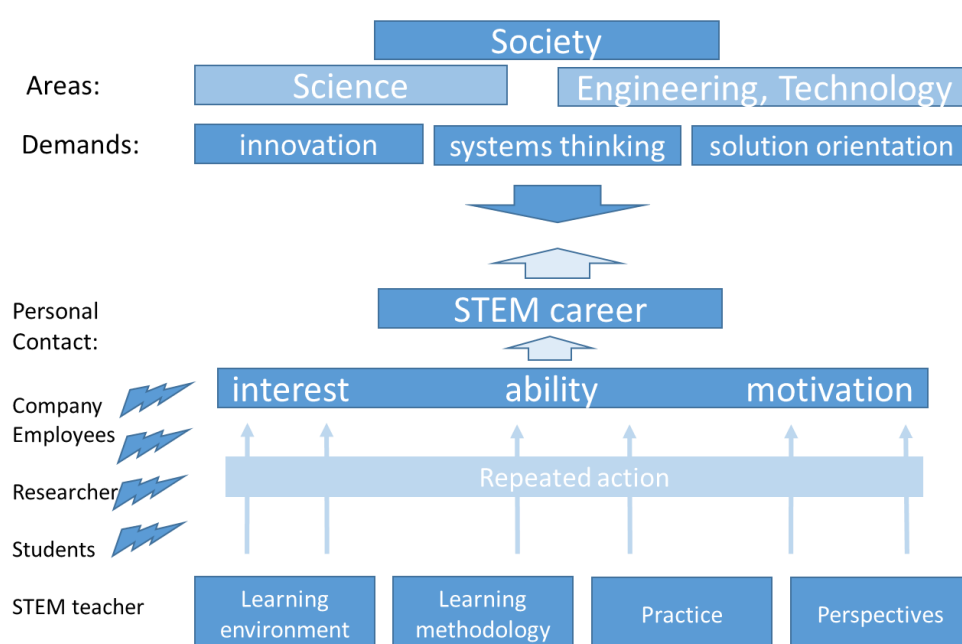 Society
Areas:
Science
Engineering, Technology
Demands:
innovation
systems thinking
solution orientation
STEM career
Personal
Contact:
interest
ability
motivation
Company
Employees
Repeated action
Researcher
Students
STEM teacher
Learning
environment
Learning
methodology
Practice
Perspectives